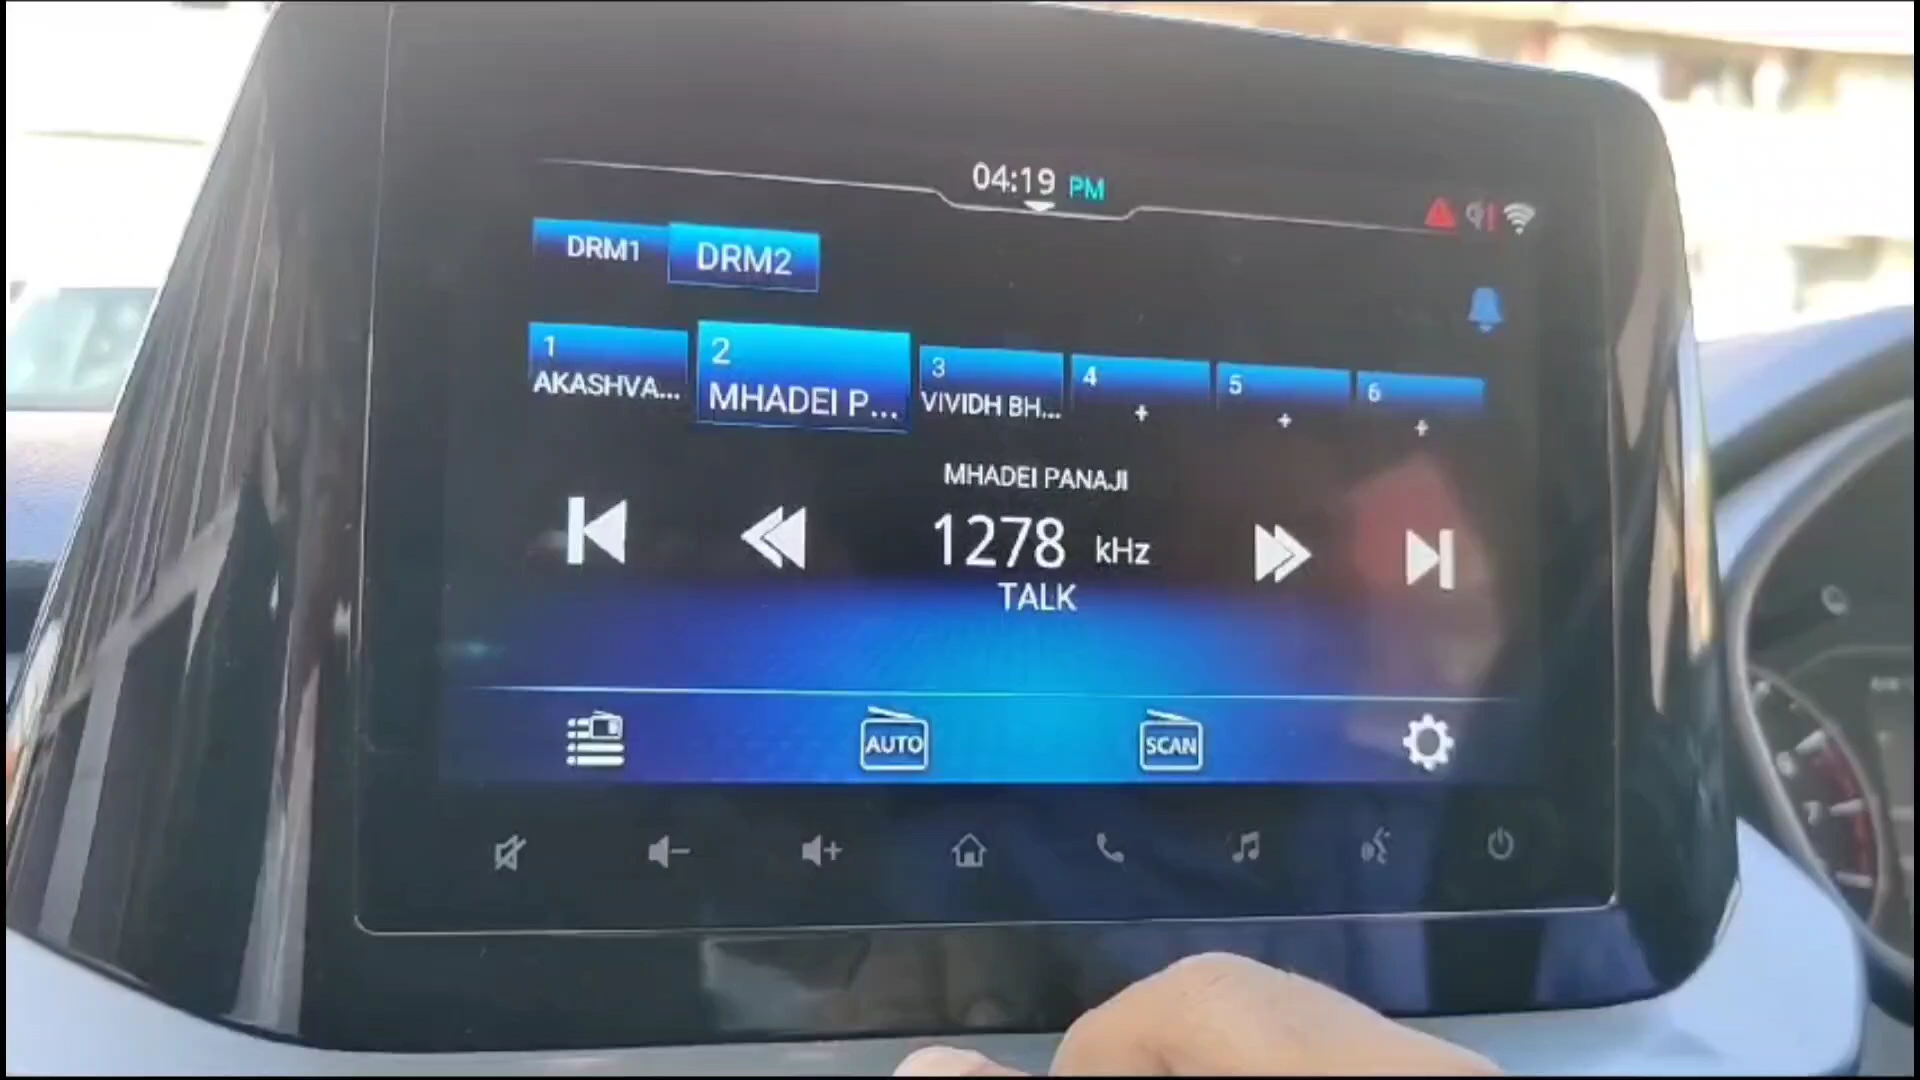 04:19 PM
DRM1 DRM2
1 2 3 4 5 6
AKASHVA... MHADEI P... VIVIDH BH... + + +
MHADEI PANAJI
1278 kHz
TALK
AUTO SCAN